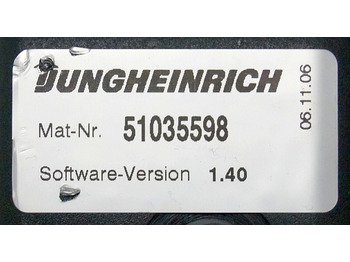 JUNGHEINRICH
Mat-Nr. 51035598
Software-Version 1.40
06.11.06